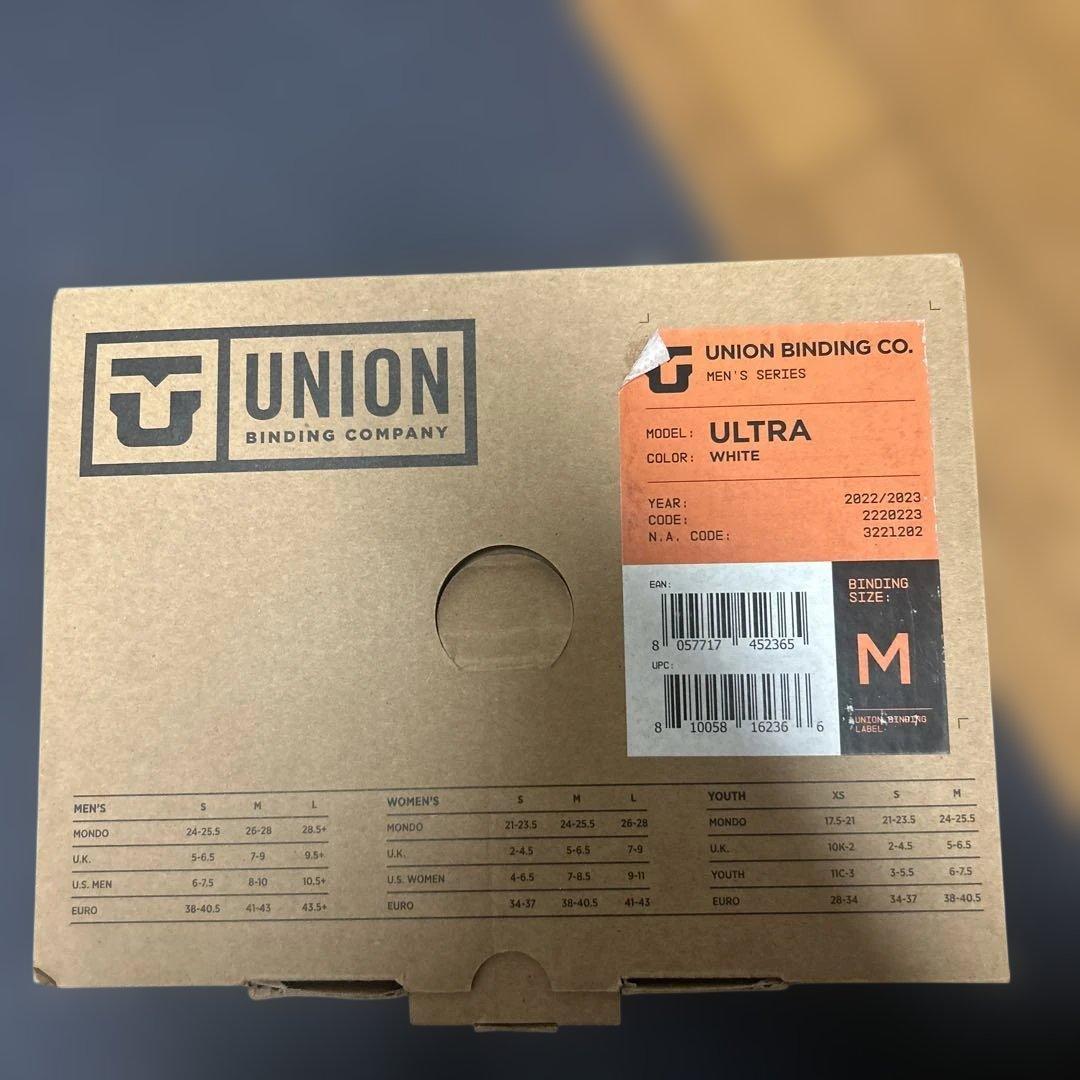 UNION
BINDING COMPANY
UNION BINDING CO.
MEN'S SERIES
MODEL: ULTRA
COLOR: WHITE
YEAR: 2022/2023
CODE: 2220223
N.A. CODE: 3221202
EAN:
8 057717 452365
UPC:
8 10058 16236 6
BINDING
SIZE:
M
UNION BINDING
LABEL
MEN'S S M L
MONDO 24-25.5 26-28 28.5+
U.K. 5-6.5 7-9 9.5+
U.S. MEN 6-7.5 8-10 10.5+
EURO 38-40.5 41-43 43.5+
WOMEN'S S M L
MONDO 21-23.5 24-25.5 26-28
U.K. 2-4.5 5-6.5 7-9
U.S. WOMEN 4-6.5 7-8.5 9-11
EURO 34-37 38-40.5 41-43
YOUTH XS S M
MONDO 17.5-21 21-23.5 24-25.5
U.K. 10K-2 2-4.5 5-6.5
YOUTH 11C-3 3-5.5 6-7.5
EURO 28-34 34-37 38-40.5